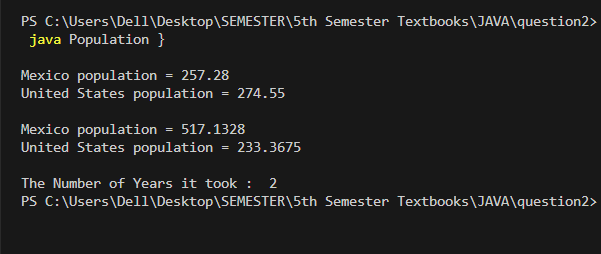 PS C:\Users\Dell\Desktop\SEMESTER\5th Semester Textbooks\JAVA\question2>
java Population }
Mexico population = 257.28
United States population = 274.55
Mexico population = 517.1328
United States population = 233.3675
The Number of Years it took :  2
PS C:\Users\Dell\Desktop\SEMESTER\5th Semester Textbooks\JAVA\question2>